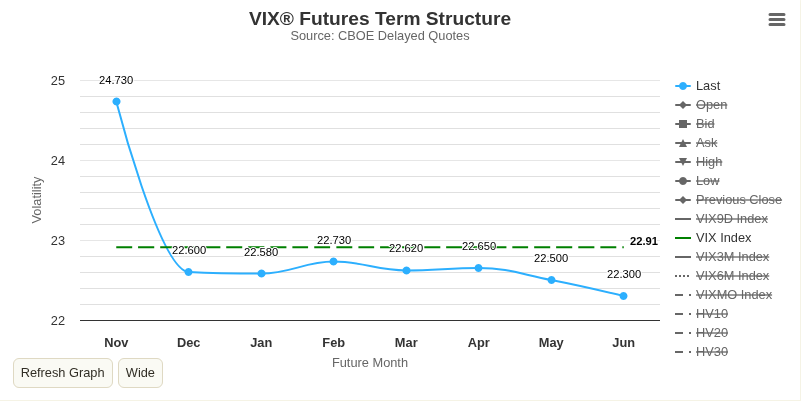 VIX® Futures Term Structure
Source: CBOE Delayed Quotes
Volatility
25
24
23
22
24.730
22.600
22.580
22.730
22.620
22.650
22.500
22.300
22.91
Nov
Dec
Jan
Feb
Mar
Apr
May
Jun
Future Month
Last
Open
Bid
Ask
High
Low
Previous Close
VIX9D Index
VIX Index
VIX3M Index
VIX6M Index
VIXMO Index
HV10
HV20
HV30
Refresh Graph
Wide